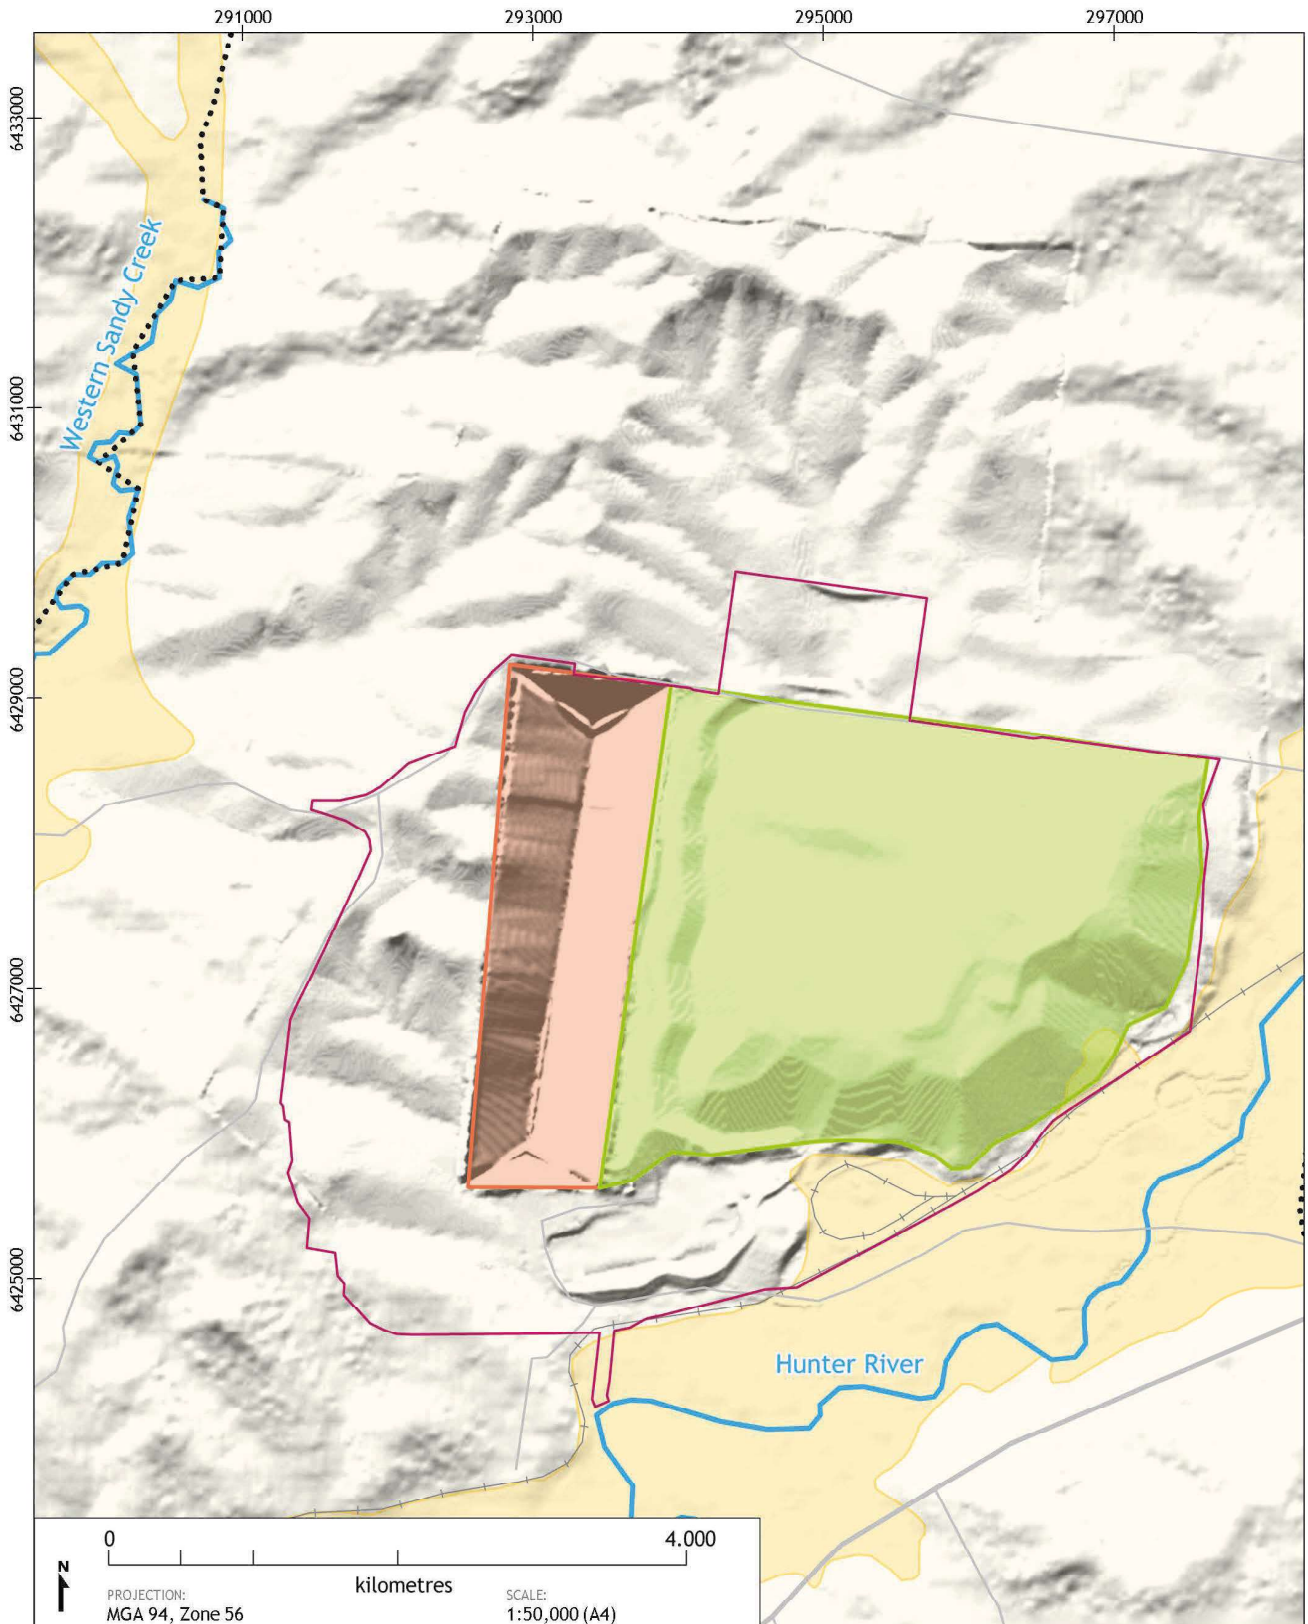 291000 293000 295000 297000
6433000
Western Sandy Creek
6431000
6429000
6427000
6425000
Hunter River
0 4.000
kilometres
N
PROJECTION: SCALE:
MGA 94, Zone 56 1:50,000 (A4)